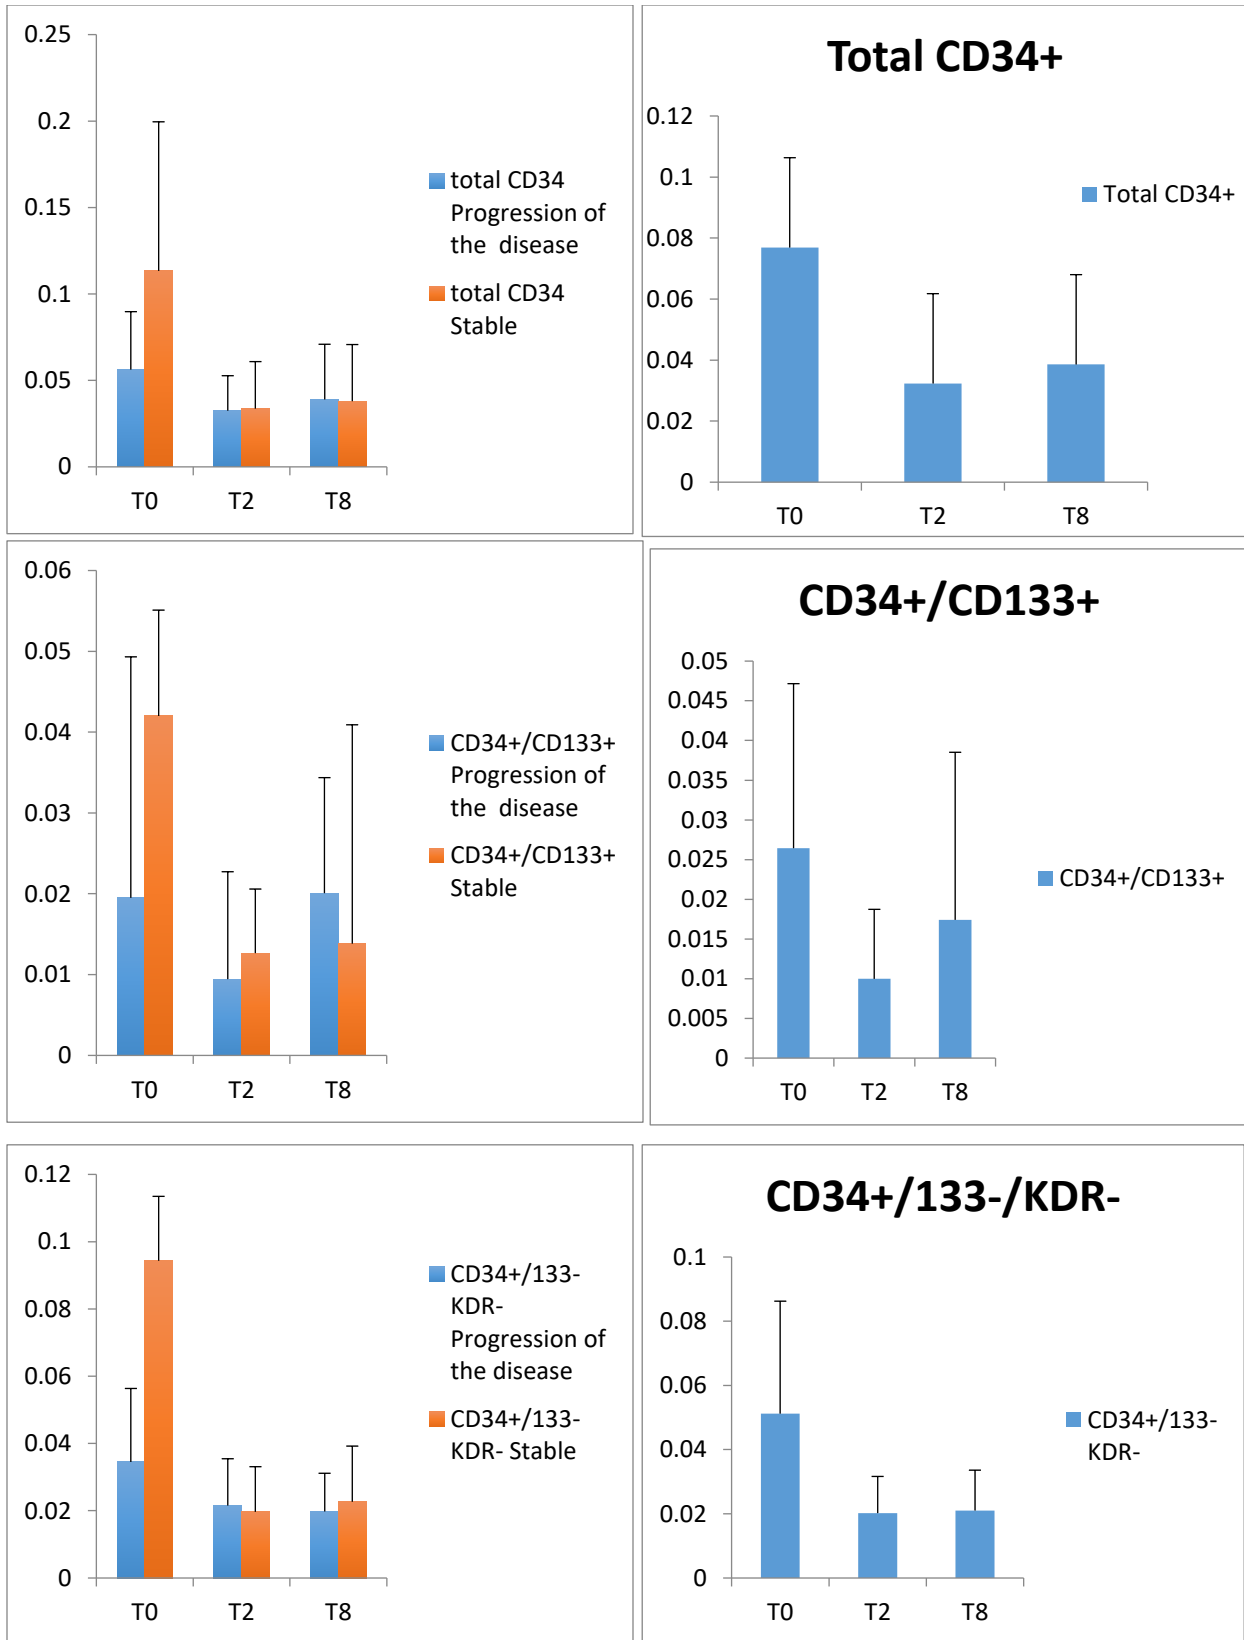 0.25
0.2
0.15
0.1
0.05
0
T0 T2 T8
total CD34
Progression of
the disease
total CD34
Stable
Total CD34+
0.12
0.1
0.08
0.06
0.04
0.02
0
T0 T2 T8
Total CD34+
0.06
0.05
0.04
0.03
0.02
0.01
0
T0 T2 T8
CD34+/CD133+
Progression of
the disease
CD34+/CD133+
Stable
CD34+/CD133+
0.05
0.045
0.04
0.035
0.03
0.025
0.02
0.015
0.01
0.005
0
T0 T2 T8
CD34+/CD133+
0.12
0.1
0.08
0.06
0.04
0.02
0
T0 T2 T8
CD34+/133-
KDR-
Progression of
the disease
CD34+/133-
KDR- Stable
CD34+/133-/KDR-
0.1
0.08
0.06
0.04
0.02
0
T0 T2 T8
CD34+/133-
KDR-